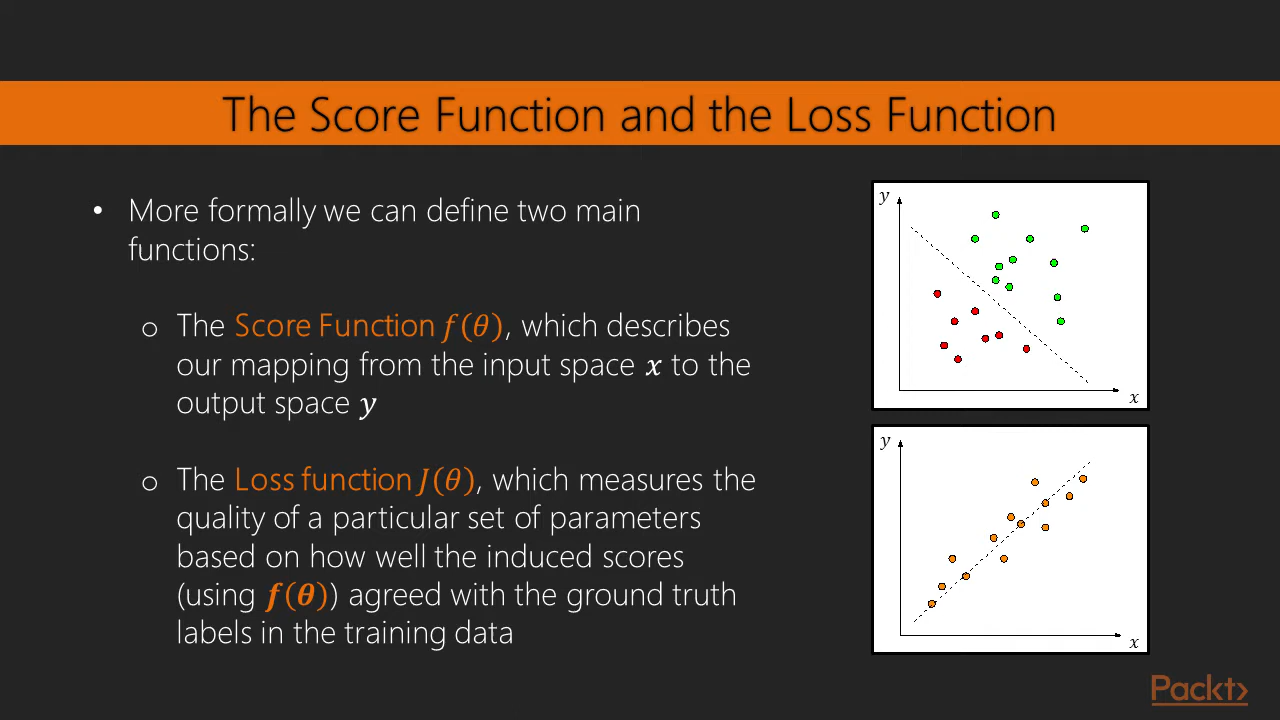 The Score Function and the Loss Function
• More formally we can define two main
functions:
o The Score Function 𝑓(𝜃), which describes
our mapping from the input space 𝒙 to the
output space 𝒚
o The Loss function 𝐽(𝜃), which measures the
quality of a particular set of parameters
based on how well the induced scores
(using 𝒇(𝜽)) agreed with the ground truth
labels in the training data
y
x
y
x
Packt>